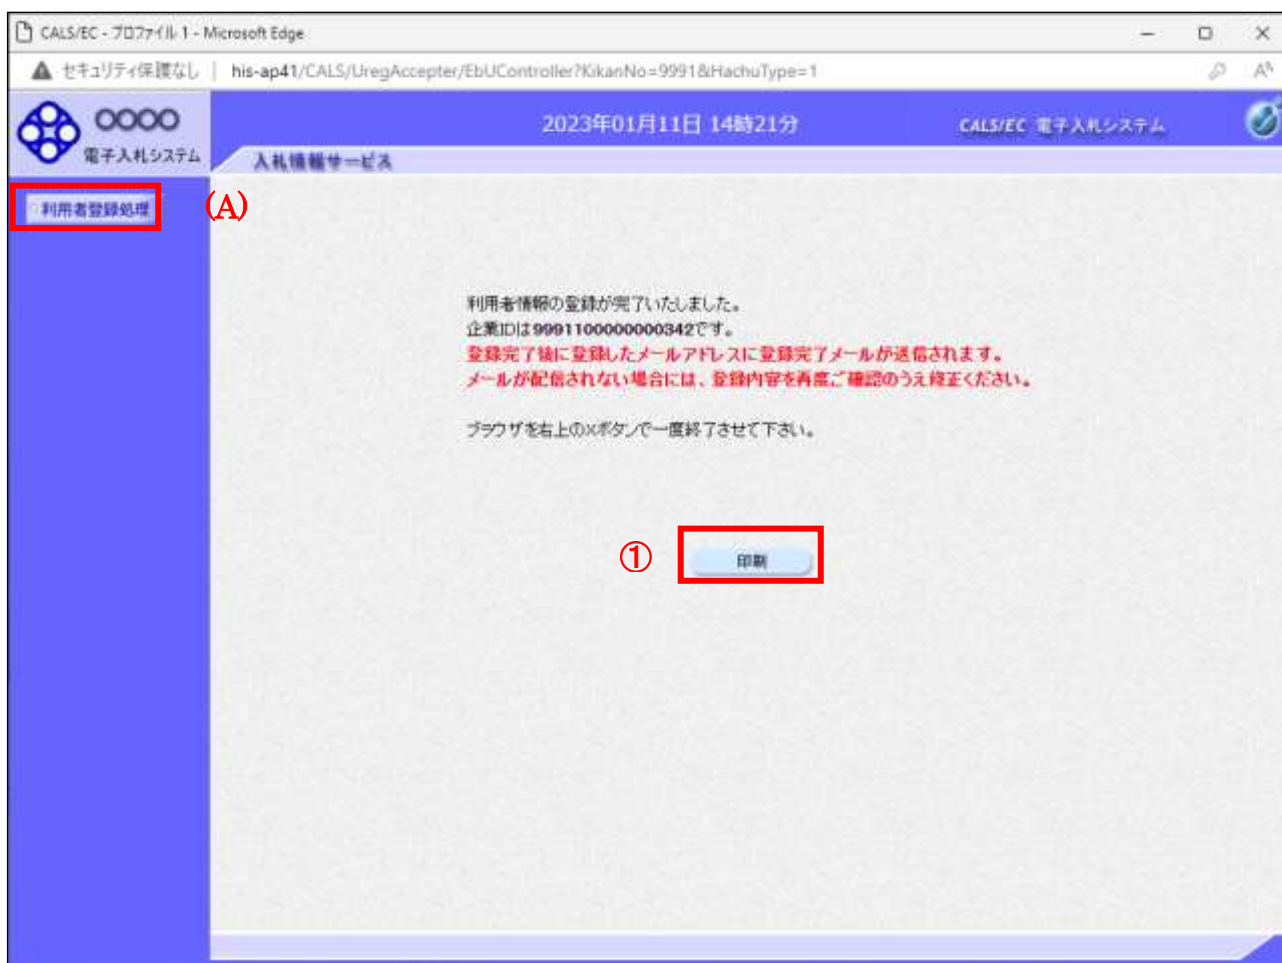 CALS/EC - プロファイル 1 - Microsoft Edge
セキュリティ保護なし | his-ap41/CALS/UregAccepter/EbUController?KikanNo=9991&HachuType=1
○○○○
電子入札システム
2023年01月11日 14時21分
CALS/EC 電子入札システム
入札情報サービス
利用者登録処理
(A)
利用者情報の登録が完了いたしました。
企業IDは9991100000000342です。
登録完了後に登録したメールアドレスに登録完了メールが送信されます。
メールが配信されない場合には、登録内容を再度ご確認のうえ修正ください。
ブラウザを右上の×ボタンで一度終了させて下さい。
① 印刷